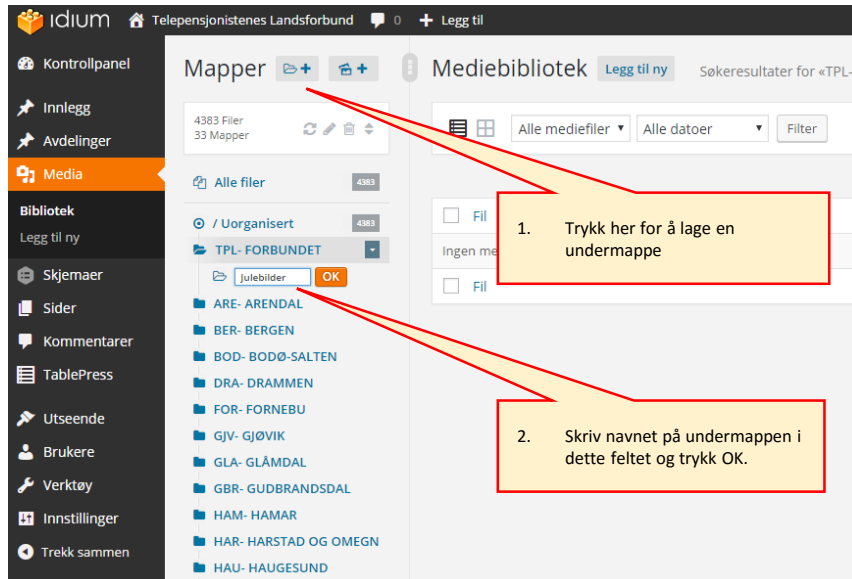 idium Telepensjonistenes Landsforbund 0 Legg til
Kontrollpanel
Innlegg
Avdelinger
Media
Bibliotek
Legg til ny
Skjemaer
Sider
Kommentarer
TablePress
Utseende
Brukere
Verktøy
Innstillinger
Trekk sammen
Mapper
4383 Filer
33 Mapper
Alle filer 4383
/ Uorganisert 4383
TPL- FORBUNDET
Julebilder OK
ARE- ARENDAL
BER- BERGEN
BOD- BODØ-SALTEN
DRA- DRAMMEN
FOR- FORNEBU
GJV- GJØVIK
GLA- GLÅMDAL
GBR- GUDBRANDSDAL
HAM- HAMAR
HAR- HARSTAD OG OMEGN
HAU- HAUGESUND
Mediebibliotek Legg til ny Søkeresultater for «TPL-
Alle mediefiler Alle datoer Filter
Fil
Ingen me
Fil
1. Trykk her for å lage en
undermappe
2. Skriv navnet på undermappen i
dette feltet og trykk OK.